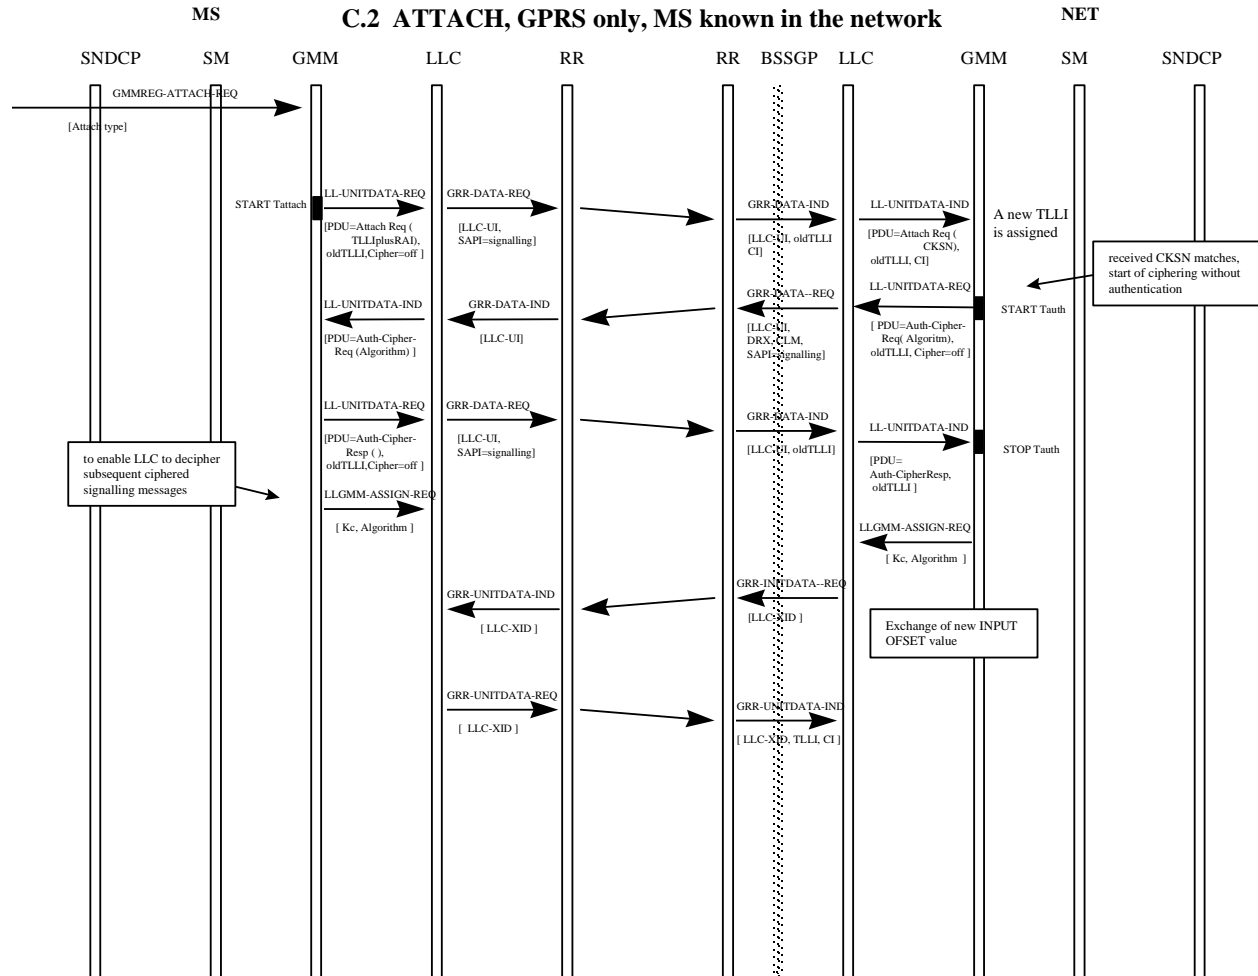 MS
C.2 ATTACH, GPRS only, MS known in the network
NET
SNDCP SM GMM LLC RR RR BSSGP LLC GMM SM SNDCP
GMMREG-ATTACH-REQ
[Attach type]
START Tattach
LL-UNITDATA-REQ
[PDU=Attach Req (
TLLIplusRAI),
oldTLLI,Cipher=off ]
GRR-DATA-REQ
[LLC-UI,
SAPI=signalling]
GRR-DATA-IND
[LLC-UI, oldTLLI
CI]
LL-UNITDATA-IND
[PDU=Attach Req (
CKSN),
oldTLLI, CI]
A new TLLI
is assigned
received CKSN matches,
start of ciphering without
authentication
LL-UNITDATA-REQ
START Tauth
[ PDU=Auth-Cipher-
Req( Algoritm),
oldTLLI, Cipher=off ]
GRR-DATA--REQ
[LLC-UI,
DRX, CLM,
SAPI=signalling]
GRR-DATA-IND
[LLC-UI]
LL-UNITDATA-IND
[PDU=Auth-Cipher-
Req (Algorithm) ]
LL-UNITDATA-REQ
[PDU=Auth-Cipher-
Resp ( ),
oldTLLI,Cipher=off ]
GRR-DATA-REQ
[LLC-UI,
SAPI=signalling]
GRR-DATA-IND
[LLC-UI, oldTLLI]
LL-UNITDATA-IND
[PDU=
Auth-CipherResp,
oldTLLI ]
STOP Tauth
to enable LLC to decipher
subsequent ciphered
signalling messages
LLGMM-ASSIGN-REQ
[ Kc, Algorithm ]
LLGMM-ASSIGN-REQ
[ Kc, Algorithm ]
GRR-INITDATA--REQ
[LLC-XID ]
GRR-UNITDATA-IND
[ LLC-XID ]
Exchange of new INPUT
OFSET value
GRR-UNITDATA-REQ
[ LLC-XID ]
GRR-UNITDATA-IND
[ LLC-XID, TLLI, CI ]